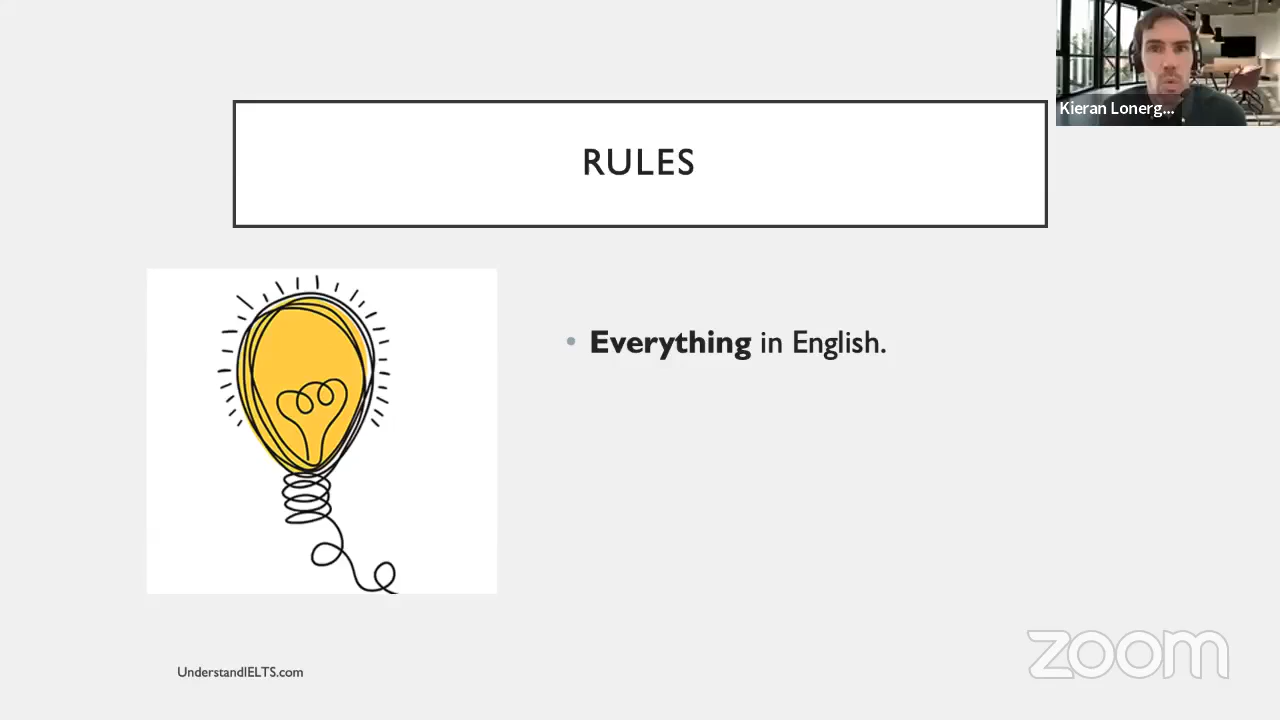 Kieran Lonerg...
RULES
• Everything in English.
UnderstandIELTS.com
zoom